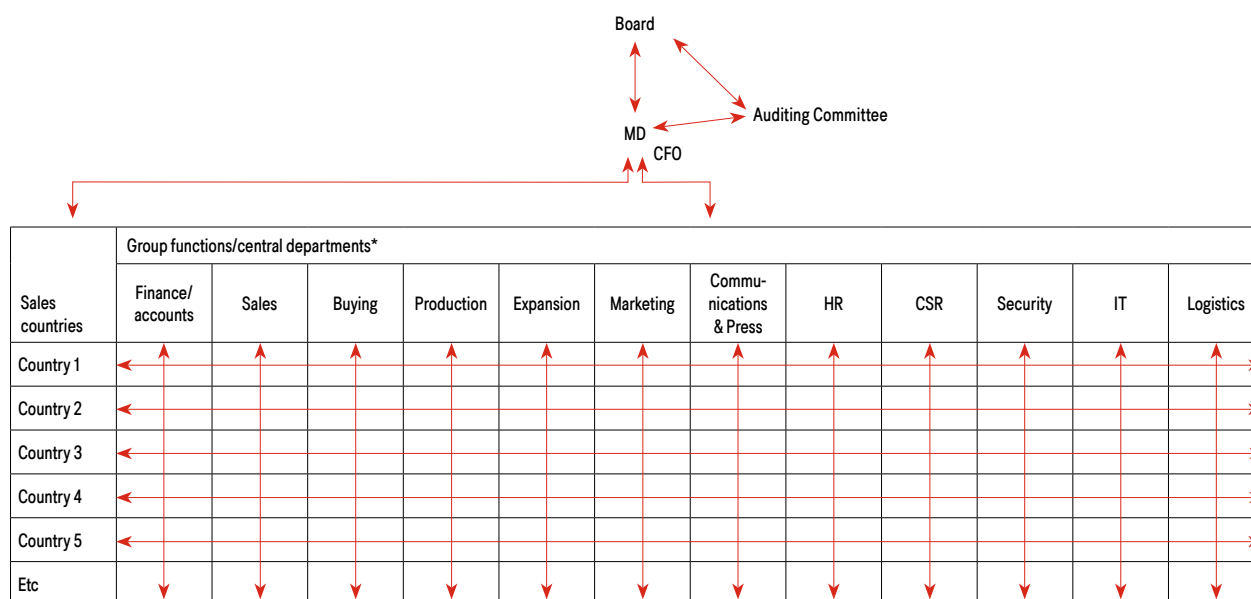 Board
Auditing Committee
MD
CFO
Group functions/central departments*
Sales
countries
Finance/
accounts
Sales
Buying
Production
Expansion
Marketing
Commu-
nications
& Press
HR
CSR
Security
IT
Logistics
Country 1
Country 2
Country 3
Country 4
Country 5
Etc